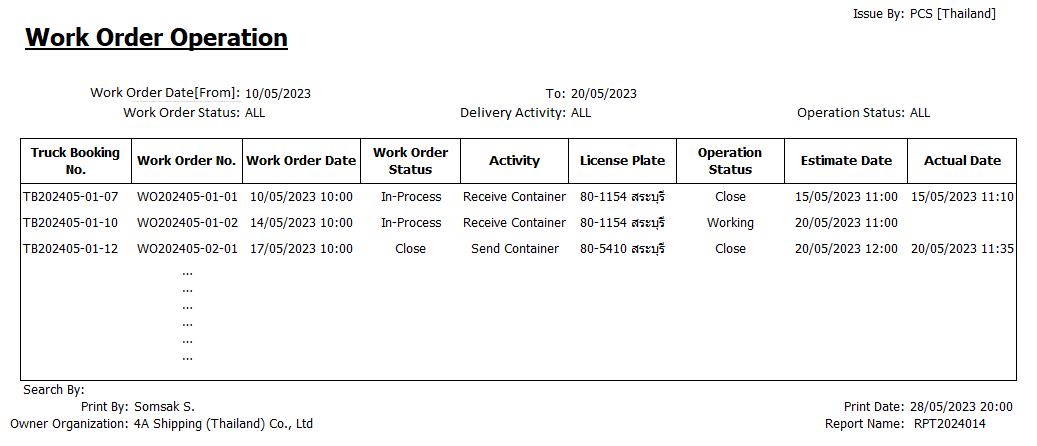 Issue By: PCS [Thailand]
Work Order Operation
Work Order Date[From]: 10/05/2023 To: 20/05/2023
Work Order Status: ALL Delivery Activity: ALL Operation Status: ALL
Truck Booking No. Work Order No. Work Order Date Work Order Status Activity License Plate Operation Status Estimate Date Actual Date
TB202405-01-07 WO202405-01-01 10/05/2023 10:00 In-Process Receive Container 80-1154 สระบุรี Close 15/05/2023 11:00 15/05/2023 11:10
TB202405-01-10 WO202405-01-02 14/05/2023 10:00 In-Process Receive Container 80-1154 สระบุรี Working 20/05/2023 11:00
TB202405-01-12 WO202405-02-01 17/05/2023 10:00 Close Send Container 80-5410 สระบุรี Close 20/05/2023 12:00 20/05/2023 11:35
...
...
...
...
...
...
Search By:
Print By: Somsak S. Print Date: 28/05/2023 20:00
Owner Organization: 4A Shipping (Thailand) Co., Ltd Report Name: RPT2024014